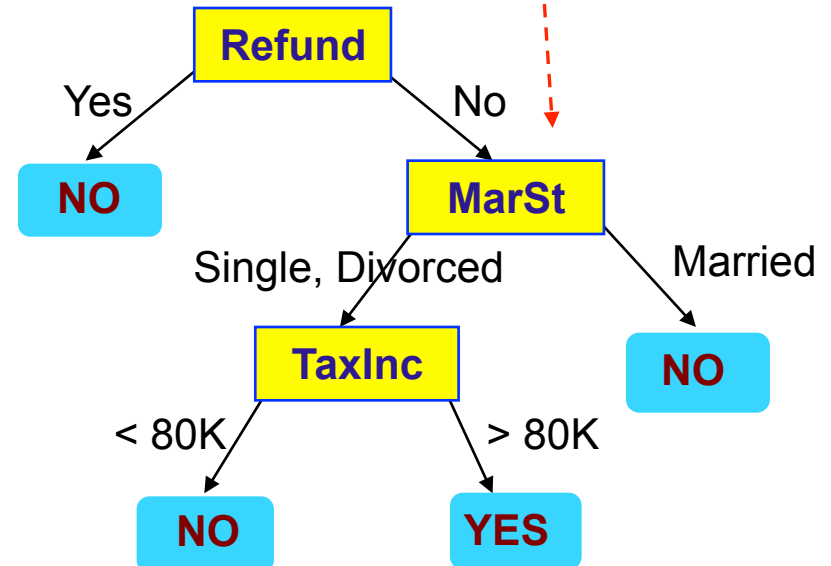 Refund
Yes
No
NO
MarSt
Single, Divorced
Married
TaxInc
NO
< 80K
> 80K
NO
YES